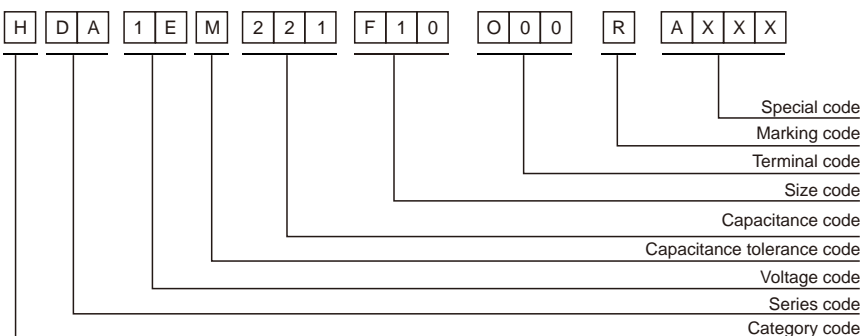 H D A 1 E M 2 2 1 F 1 0 O 0 0 R A X X X
Special code
Marking code
Terminal code
Size code
Capacitance code
Capacitance tolerance code
Voltage code
Series code
Category code